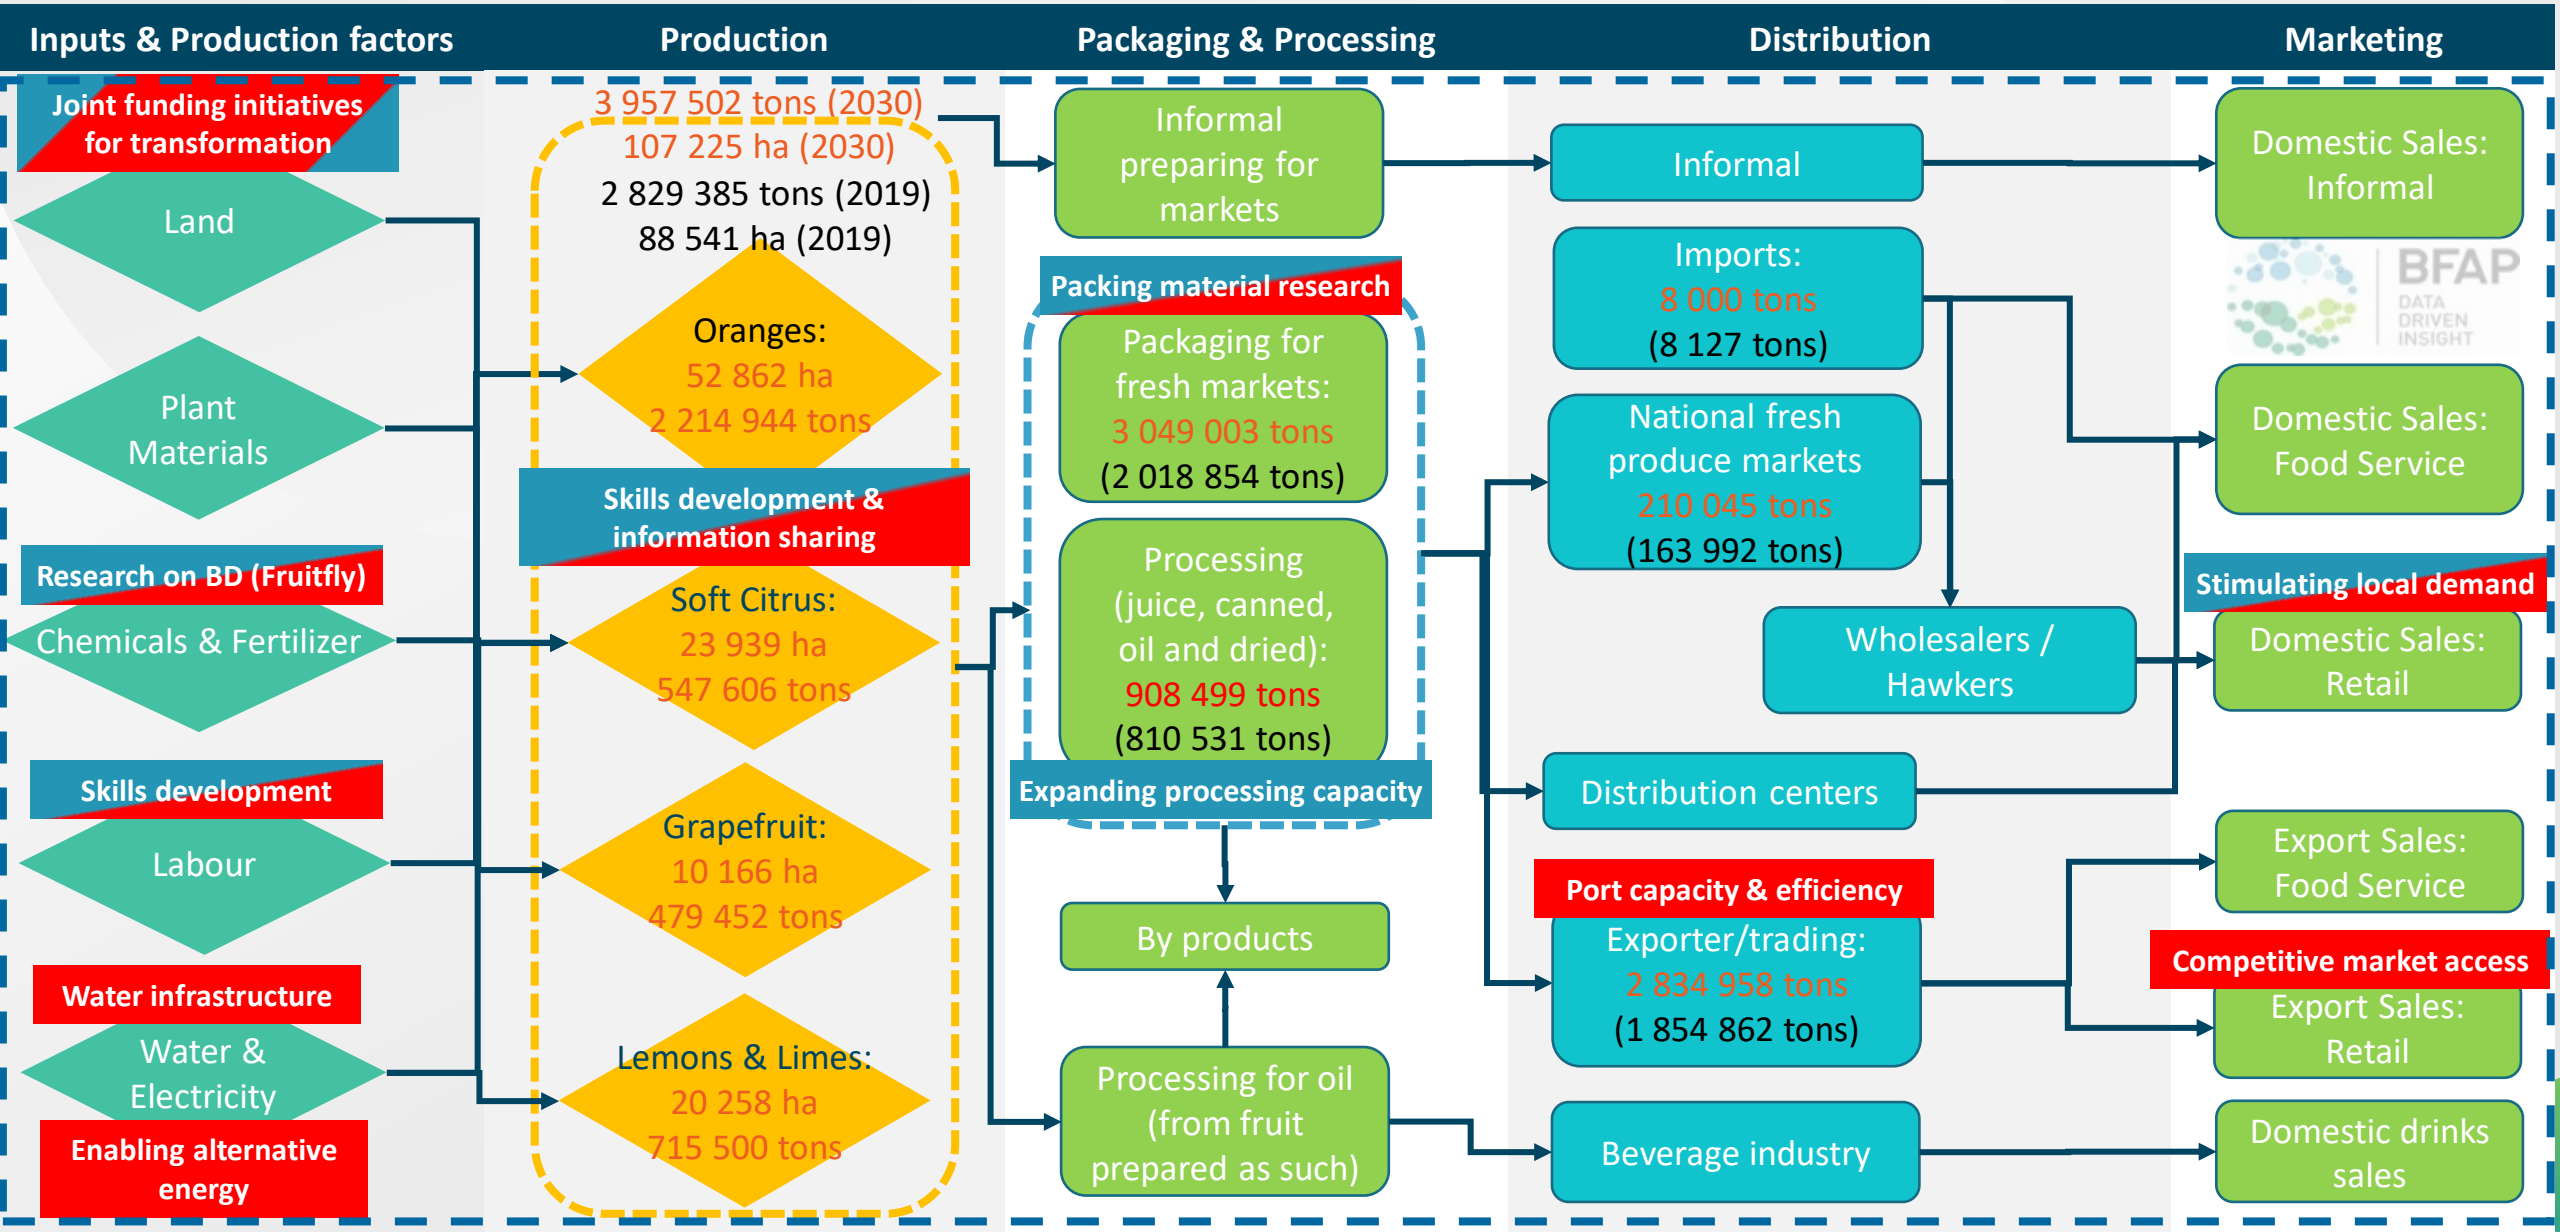 Inputs & Production factors
Production
Packaging & Processing
Distribution
Marketing
Joint funding initiatives
for transformation
Land
Plant
Materials
Research on BD (Fruitfly)
Chemicals & Fertilizer
Skills development
Labour
Water infrastructure
Water &
Electricity
Enabling alternative
energy
3 957 502 tons (2030)
107 225 ha (2030)
2 829 385 tons (2019)
88 541 ha (2019)
Oranges:
52 862 ha
2 214 944 tons
Skills development &
information sharing
Soft Citrus:
23 939 ha
547 606 tons
Grapefruit:
10 166 ha
479 452 tons
Lemons & Limes:
20 258 ha
715 500 tons
Informal
preparing for
markets
Packing material research
Packaging for
fresh markets:
3 049 003 tons
(2 018 854 tons)
Processing
(juice, canned,
oil and dried):
908 499 tons
(810 531 tons)
Expanding processing capacity
By products
Processing for oil
(from fruit
prepared as such)
Informal
Imports:
8 000 tons
(8 127 tons)
National fresh
produce markets
210 045 tons
(163 992 tons)
Wholesalers /
Hawkers
Distribution centers
Port capacity & efficiency
Exporter/trading:
2 834 958 tons
(1 854 862 tons)
Beverage industry
Domestic Sales:
Informal
BFAP
DATA
DRIVEN
INSIGHT
Domestic Sales:
Food Service
Stimulating local demand
Domestic Sales:
Retail
Export Sales:
Food Service
Competitive market access
Export Sales:
Retail
Domestic drinks
sales